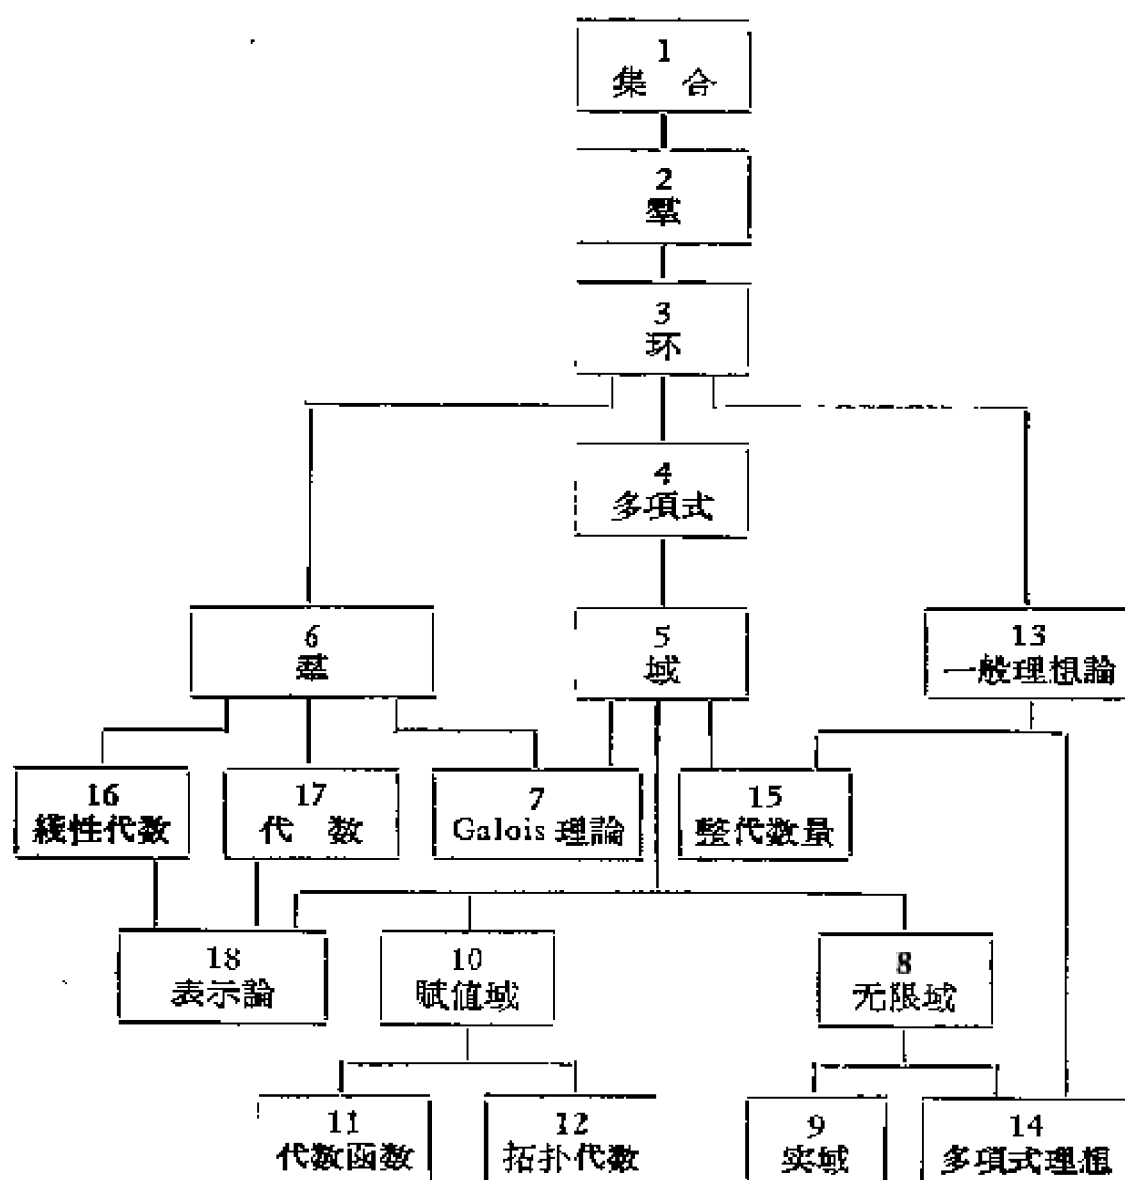 1
集 合
2
羣
3
环
4
多項式
6
羣
5
域
13
一般理想論
16
綫性代数
17
代 数
7
Galois 理論
15
整代数量
18
表示論
10
赋值域
8
无限域
11
代数函数
12
拓扑代数
9
实域
14
多項式理想